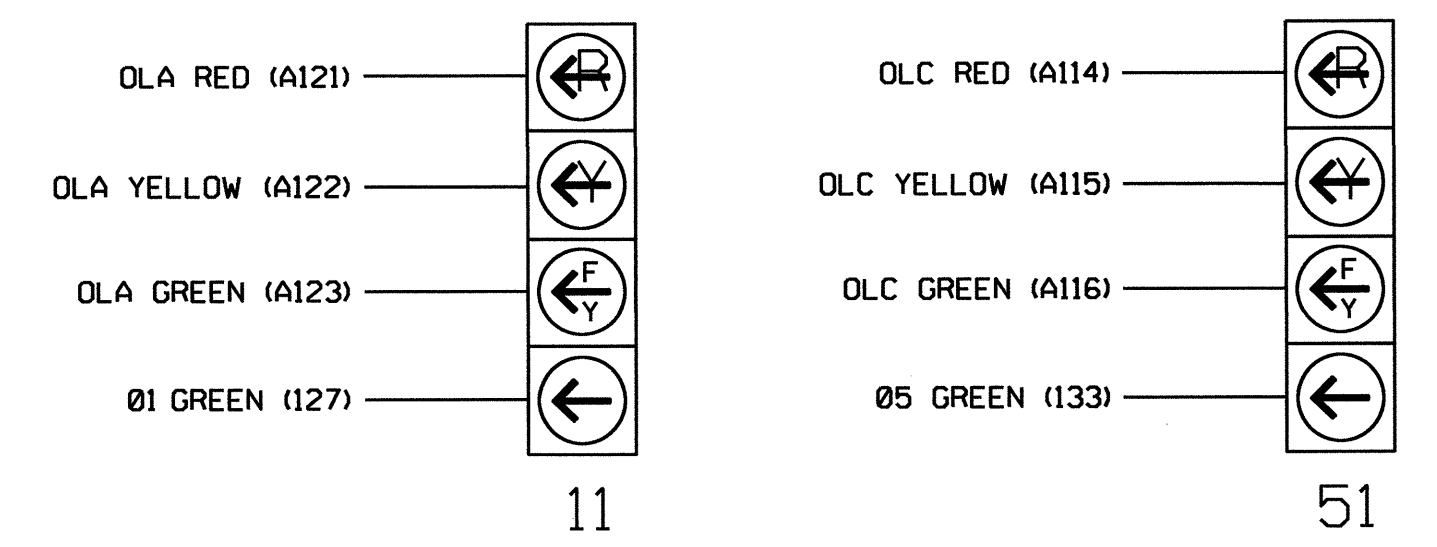 OLA RED (A121)
R
OLA YELLOW (A122)
Y
OLA GREEN (A123)
F
Y
Ø1 GREEN (127)
11
OLC RED (A114)
R
OLC YELLOW (A115)
Y
OLC GREEN (A116)
F
Y
Ø5 GREEN (133)
51